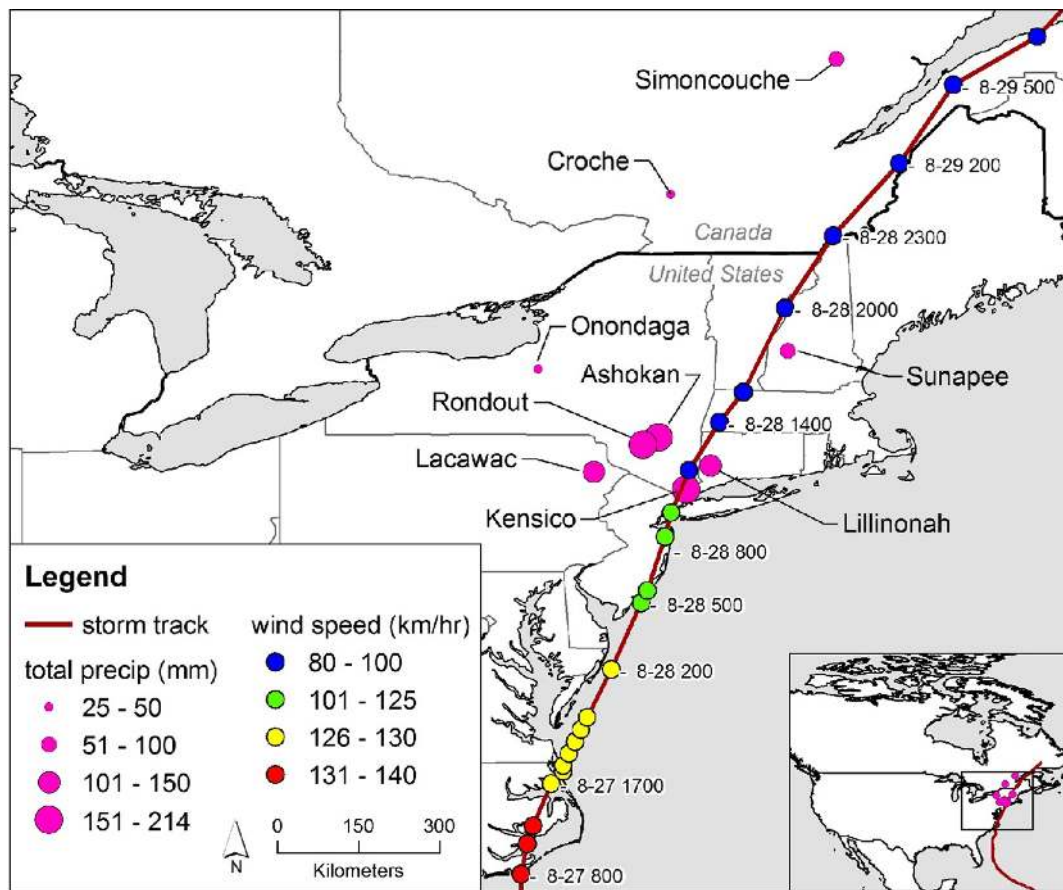 Simoncouche
8-29 500
Croche
8-29 200
Canada
8-28 2300
United States
Onondaga
8-28 2000
Ashokan
Sunapee
Rondout
8-28 1400
Lacawac
Kensico
Lillinonah
8-28 800
8-28 500
8-28 200
8-27 1700
8-27 800
Legend
storm track
total precip (mm)
25 - 50
51 - 100
101 - 150
151 - 214
wind speed (km/hr)
80 - 100
101 - 125
126 - 130
131 - 140
N
0 150 300
Kilometers